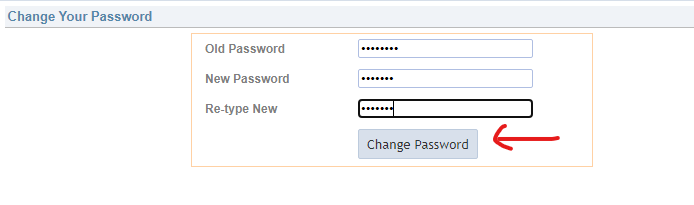 Change Your Password
Old Password ••••••••
New Password •••••••
Re-type New •••••••
Change Password